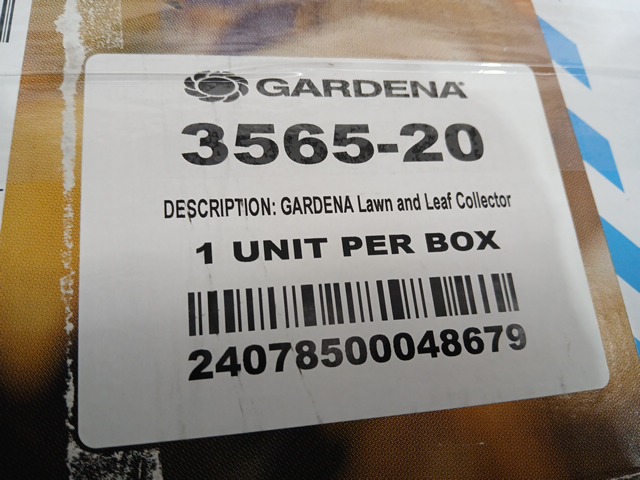 GARDENA
3565-20
DESCRIPTION: GARDENA Lawn and Leaf Collector
1 UNIT PER BOX
24078500048679